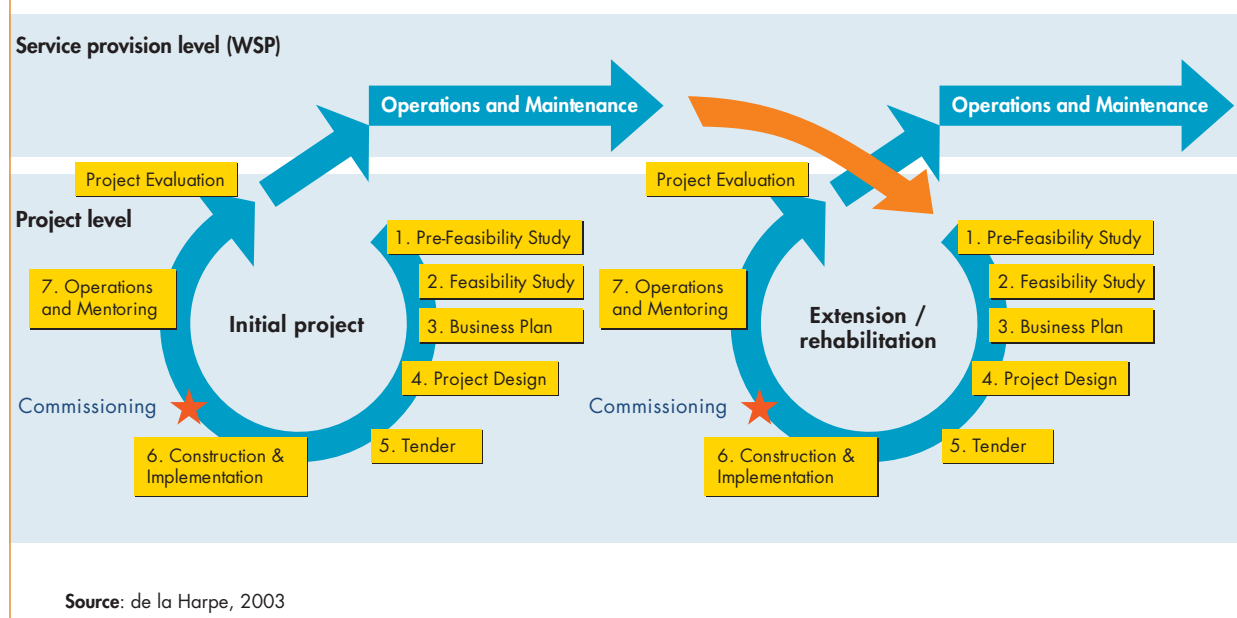 Service provision level (WSP)
Operations and Maintenance
Operations and Maintenance
Project level
Project Evaluation
1. Pre-Feasibility Study
2. Feasibility Study
3. Business Plan
4. Project Design
5. Tender
6. Construction &
Implementation
Commissioning
7. Operations
and Mentoring
Initial project
Project Evaluation
1. Pre-Feasibility Study
2. Feasibility Study
3. Business Plan
4. Project Design
5. Tender
6. Construction &
Implementation
Commissioning
7. Operations
and Mentoring
Extension /
rehabilitation
Source: de la Harpe, 2003